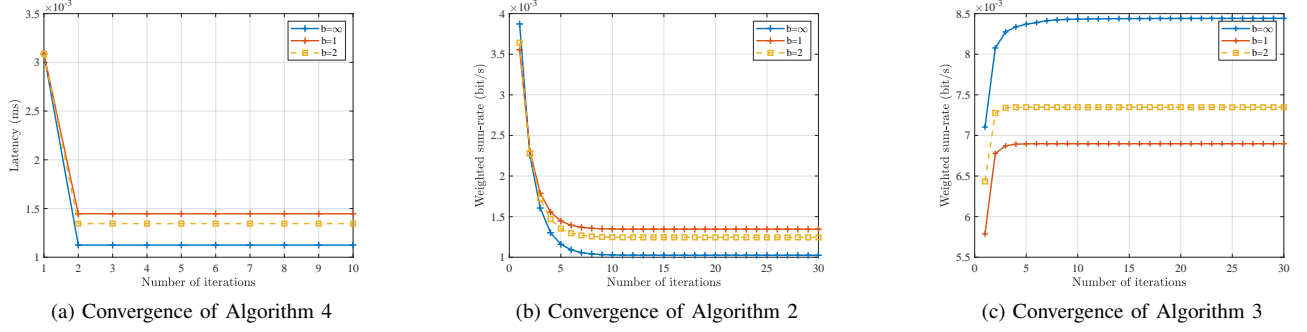 ×10⁻³
3.5
3
2.5
2
1.5
1
1 2 3 4 5 6 7 8 9 10
Latency (ms)
Number of iterations
b=∞
b=1
b=2
(a) Convergence of Algorithm 4
×10⁻³
4
3.5
3
2.5
2
1.5
1
0 5 10 15 20 25 30
Weighted sum-rate (bit/s)
Number of iterations
b=∞
b=1
b=2
(b) Convergence of Algorithm 2
×10⁻³
8.5
8
7.5
7
6.5
6
5.5
0 5 10 15 20 25 30
Weighted sum-rate (bit/s)
Number of iterations
b=∞
b=1
b=2
(c) Convergence of Algorithm 3